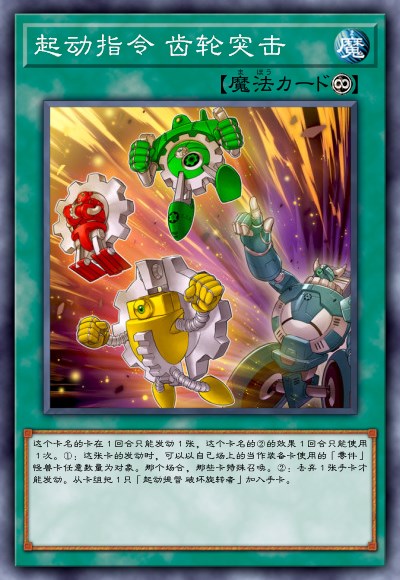 起动指令 齿轮突击
魔
【魔法カード∞】
まほう
这个卡名的卡在1回合只能发动1张，这个卡名的②的效果1回合只能使用
1次。①：这张卡的发动时，可以以自己场上的当作装备卡使用的「零件」
怪兽卡任意数量为对象。那个场合，那些卡特殊召唤。②：丢弃1张手卡才
能发动。从卡组把1只「起动提督 破坏旋转者」加入手卡。